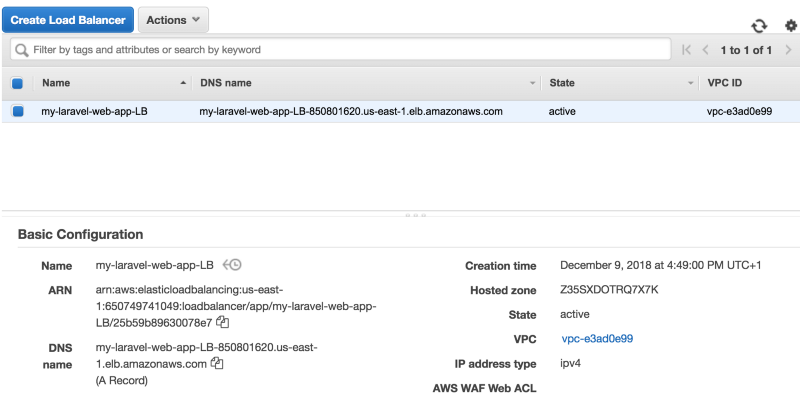 Create Load Balancer Actions
Filter by tags and attributes or search by keyword 1 to 1 of 1
Name DNS name State VPC ID
my-laravel-web-app-LB my-laravel-web-app-LB-850801620.us-east-1.elb.amazonaws.com active vpc-e3ad0e99
Basic Configuration
Name my-laravel-web-app-LB
ARN arn:aws:elasticloadbalancing:us-east-
1:650749741049:loadbalancer/app/my-laravel-web-app-
LB/25b59b89630078e7
DNS name my-laravel-web-app-LB-850801620.us-east-
1.elb.amazonaws.com
(A Record)
Creation time December 9, 2018 at 4:49:00 PM UTC+1
Hosted zone Z35SXDOTRQ7X7K
State active
VPC vpc-e3ad0e99
IP address type ipv4
AWS WAF Web ACL